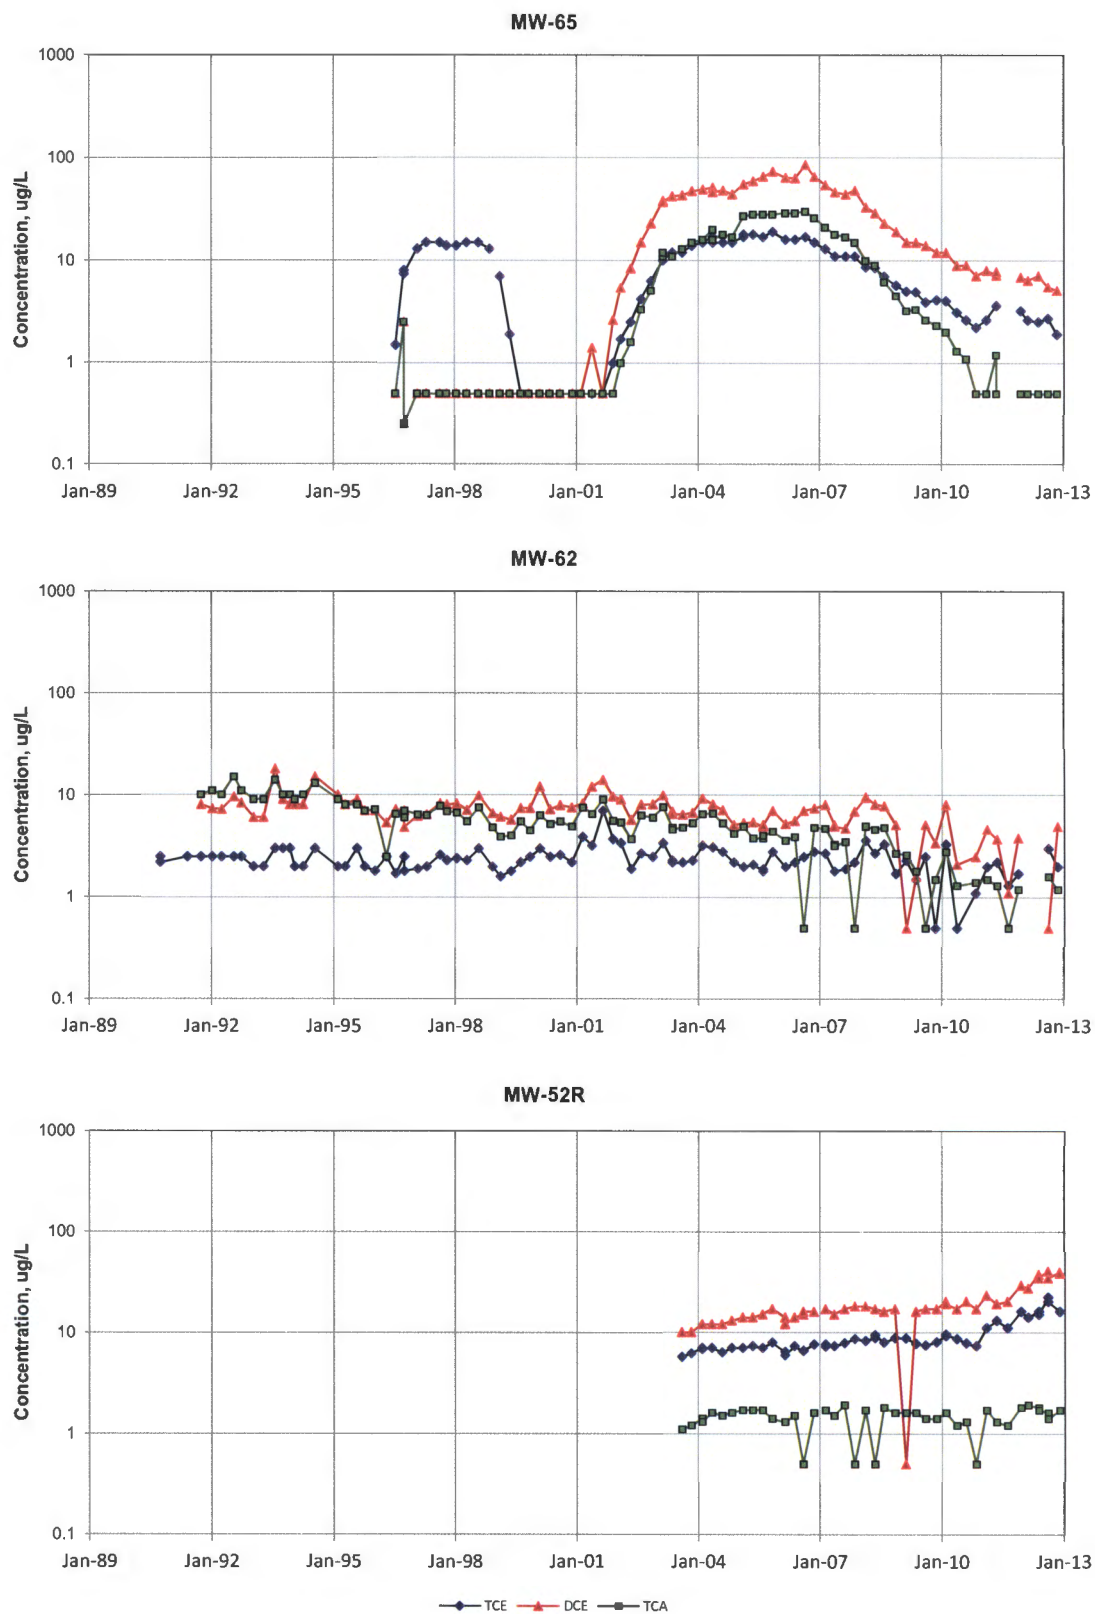 MW-65
1000
100
10
1
0.1
Concentration, ug/L
Jan-89 Jan-92 Jan-95 Jan-98 Jan-01 Jan-04 Jan-07 Jan-10 Jan-13
MW-62
1000
100
10
1
0.1
Concentration, ug/L
Jan-89 Jan-92 Jan-95 Jan-98 Jan-01 Jan-04 Jan-07 Jan-10 Jan-13
MW-52R
1000
100
10
1
0.1
Concentration, ug/L
Jan-89 Jan-92 Jan-95 Jan-98 Jan-01 Jan-04 Jan-07 Jan-10 Jan-13
TCE DCE TCA